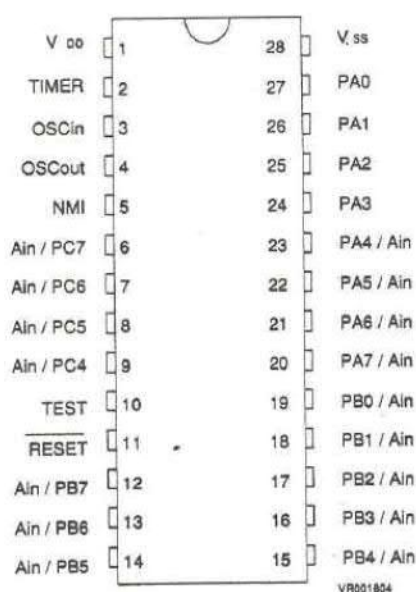 V DD 1 28 V SS
TIMER 2 27 PA0
OSCin 3 26 PA1
OSCout 4 25 PA2
NMI 5 24 PA3
Ain / PC7 6 23 PA4 / Ain
Ain / PC6 7 22 PA5 / Ain
Ain / PC5 8 21 PA6 / Ain
Ain / PC4 9 20 PA7 / Ain
TEST 10 19 PB0 / Ain
RESET 11 18 PB1 / Ain
Ain / PB7 12 17 PB2 / Ain
Ain / PB6 13 16 PB3 / Ain
Ain / PB5 14 15 PB4 / Ain
VR001804